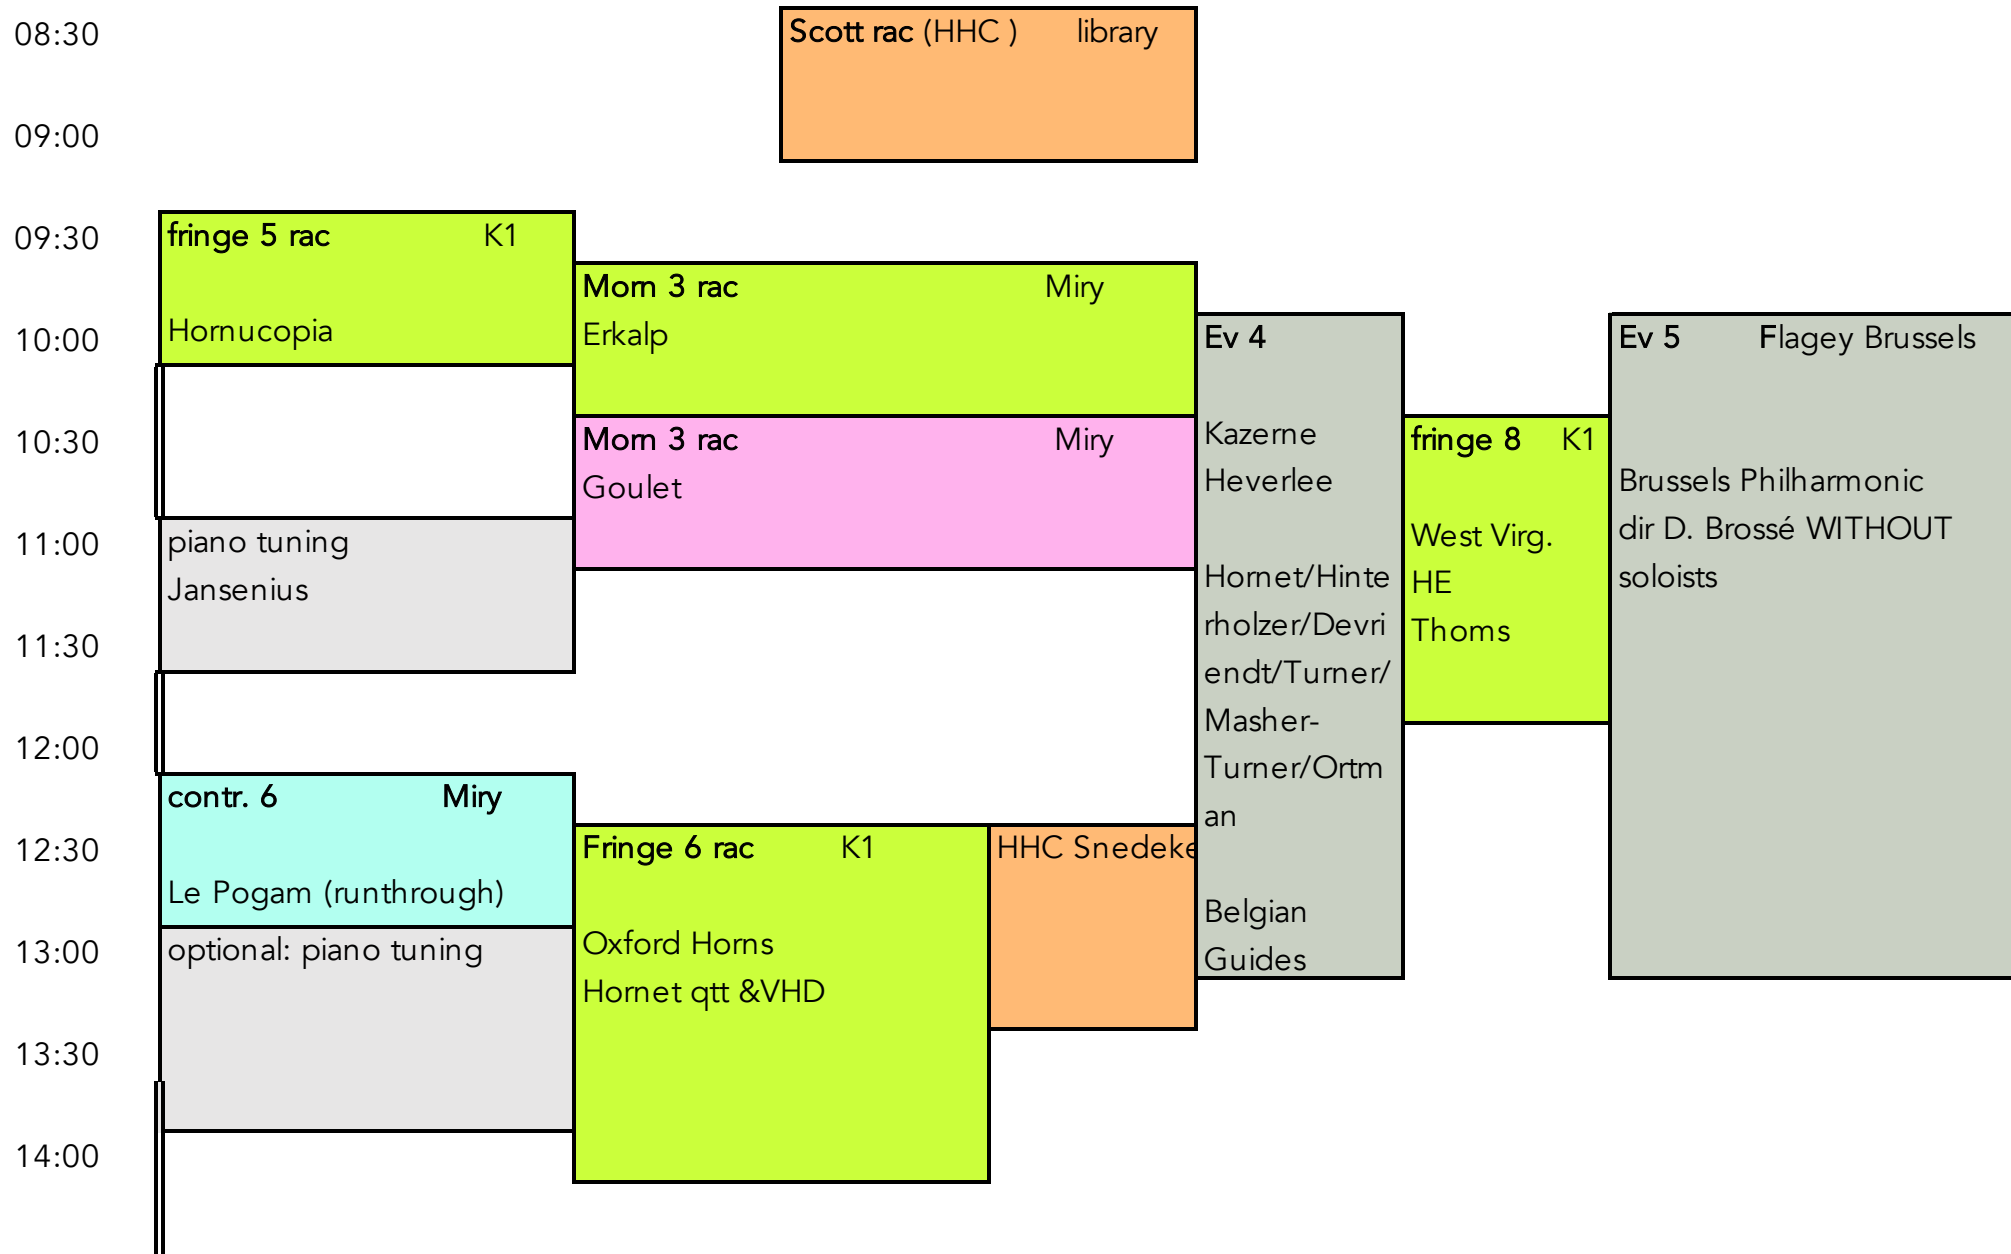 08:30
Scott rac (HHC ) library
09:00
09:30
fringe 5 rac K1
Hornucopia
Morn 3 rac Miry
Erkalp
10:00
Ev 4
Kazerne
Heverlee
Hornet/Hinte
rholzer/Devri
endt/Turner/
Masher-
Turner/Ortm
an
Belgian
Guides
Ev 5 Flagey Brussels
Brussels Philharmonic
dir D. Brossé WITHOUT
soloists
10:30
Morn 3 rac Miry
Goulet
fringe 8 K1
West Virg.
HE
Thoms
11:00
piano tuning
Jansenius
11:30
12:00
contr. 6 Miry
Le Pogam (runthrough)
12:30
Fringe 6 rac K1
Oxford Horns
Hornet qtt &VHD
HHC Snedeke
13:00
optional: piano tuning
13:30
14:00